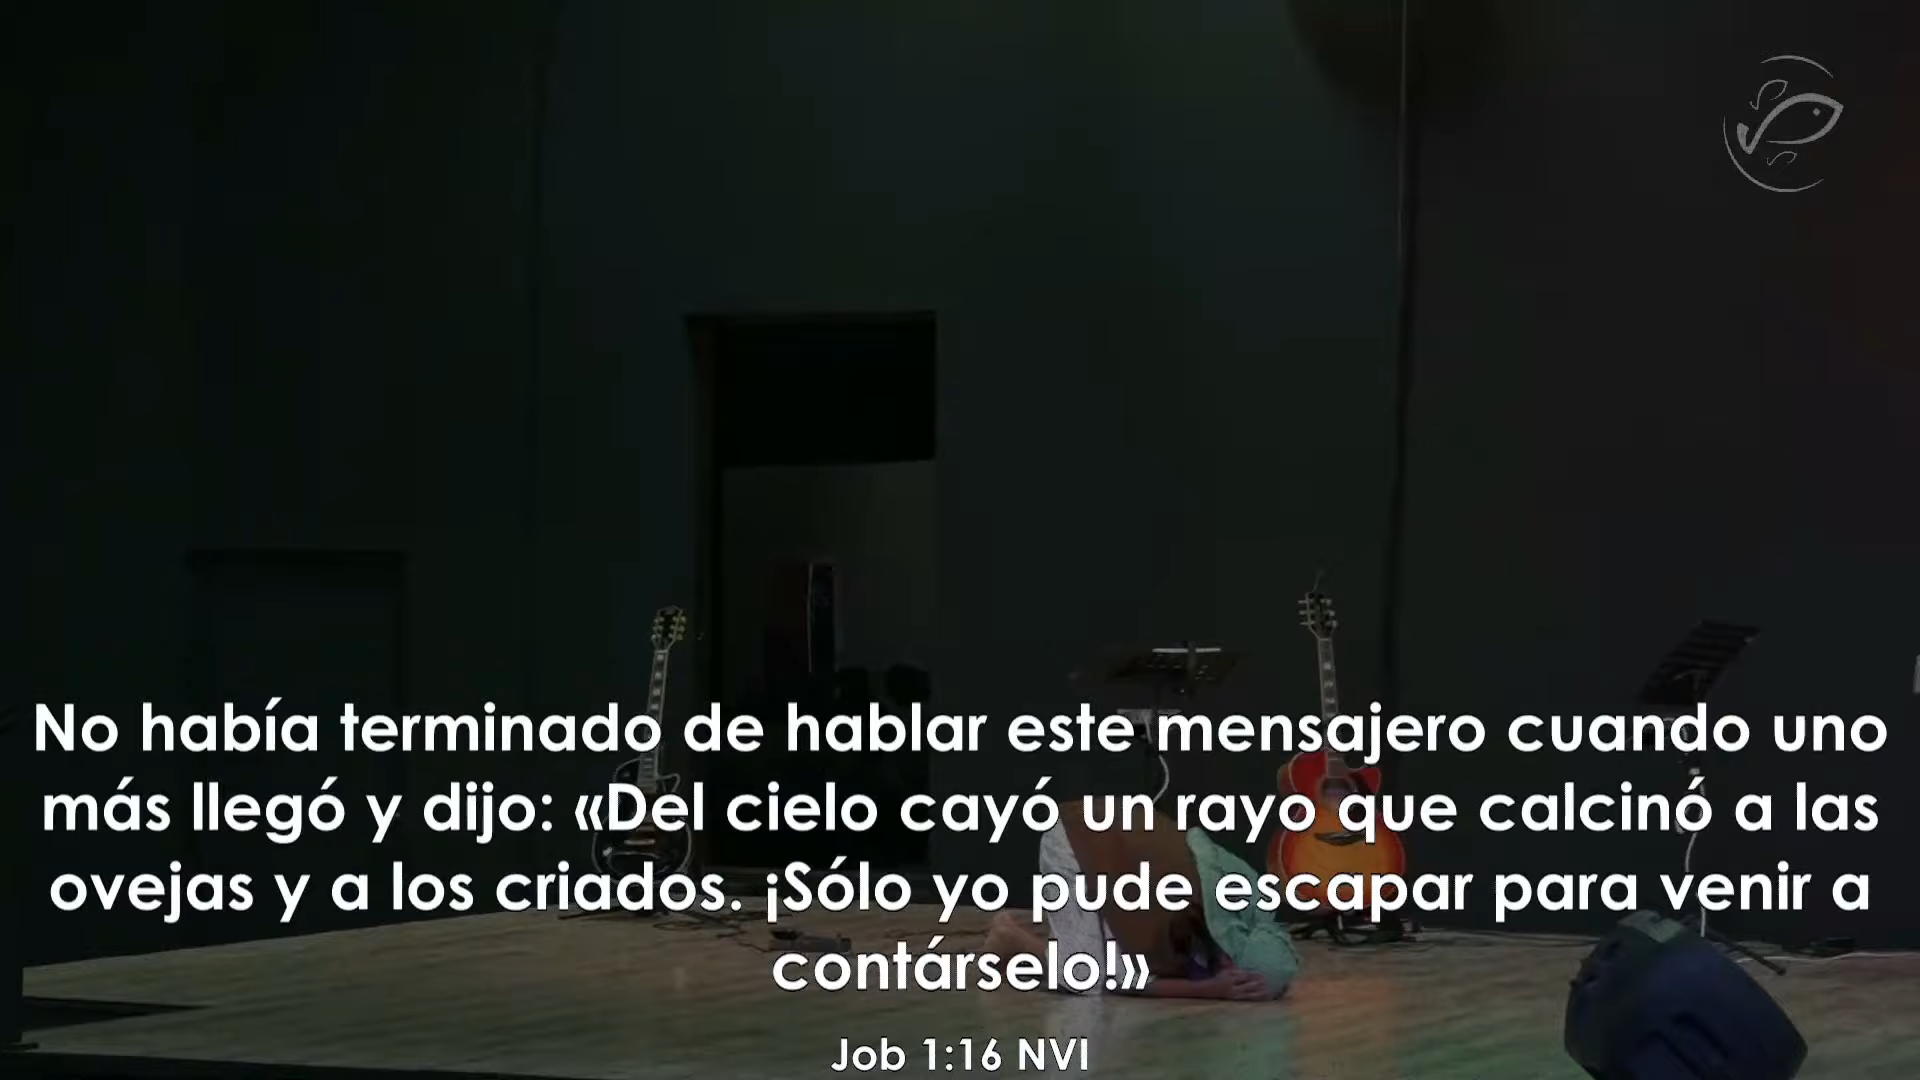 No había terminado de hablar este mensajero cuando uno
más llegó y dijo: «Del cielo cayó un rayo que calcinó a las
ovejas y a los criados. ¡Sólo yo pude escapar para venir a
contárselo!»
Job 1:16 NVI